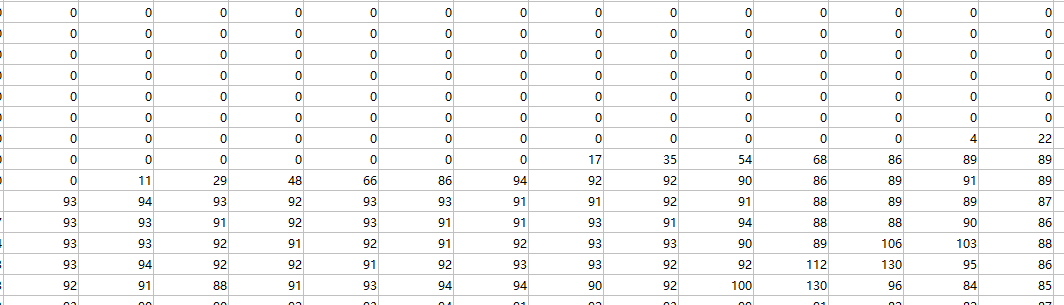 0 0 0 0 0 0 0 0 0 0 0 0 0 0
0 0 0 0 0 0 0 0 0 0 0 0 0 0
0 0 0 0 0 0 0 0 0 0 0 0 0 0
0 0 0 0 0 0 0 0 0 0 0 0 0 0
0 0 0 0 0 0 0 0 0 0 0 0 0 0
0 0 0 0 0 0 0 0 0 0 0 0 0 0
0 0 0 0 0 0 0 0 0 0 0 0 4 22
0 0 0 0 0 0 0 17 35 54 68 86 89 89
0 11 29 48 66 86 94 92 92 90 86 89 91 89
93 94 93 92 93 93 91 91 92 91 88 89 89 87
93 93 91 92 93 91 91 93 91 94 88 88 90 86
93 93 92 91 92 91 92 93 93 90 89 106 103 88
93 94 92 92 91 92 93 93 92 92 112 130 95 86
92 91 88 91 93 94 94 90 92 100 130 96 84 85